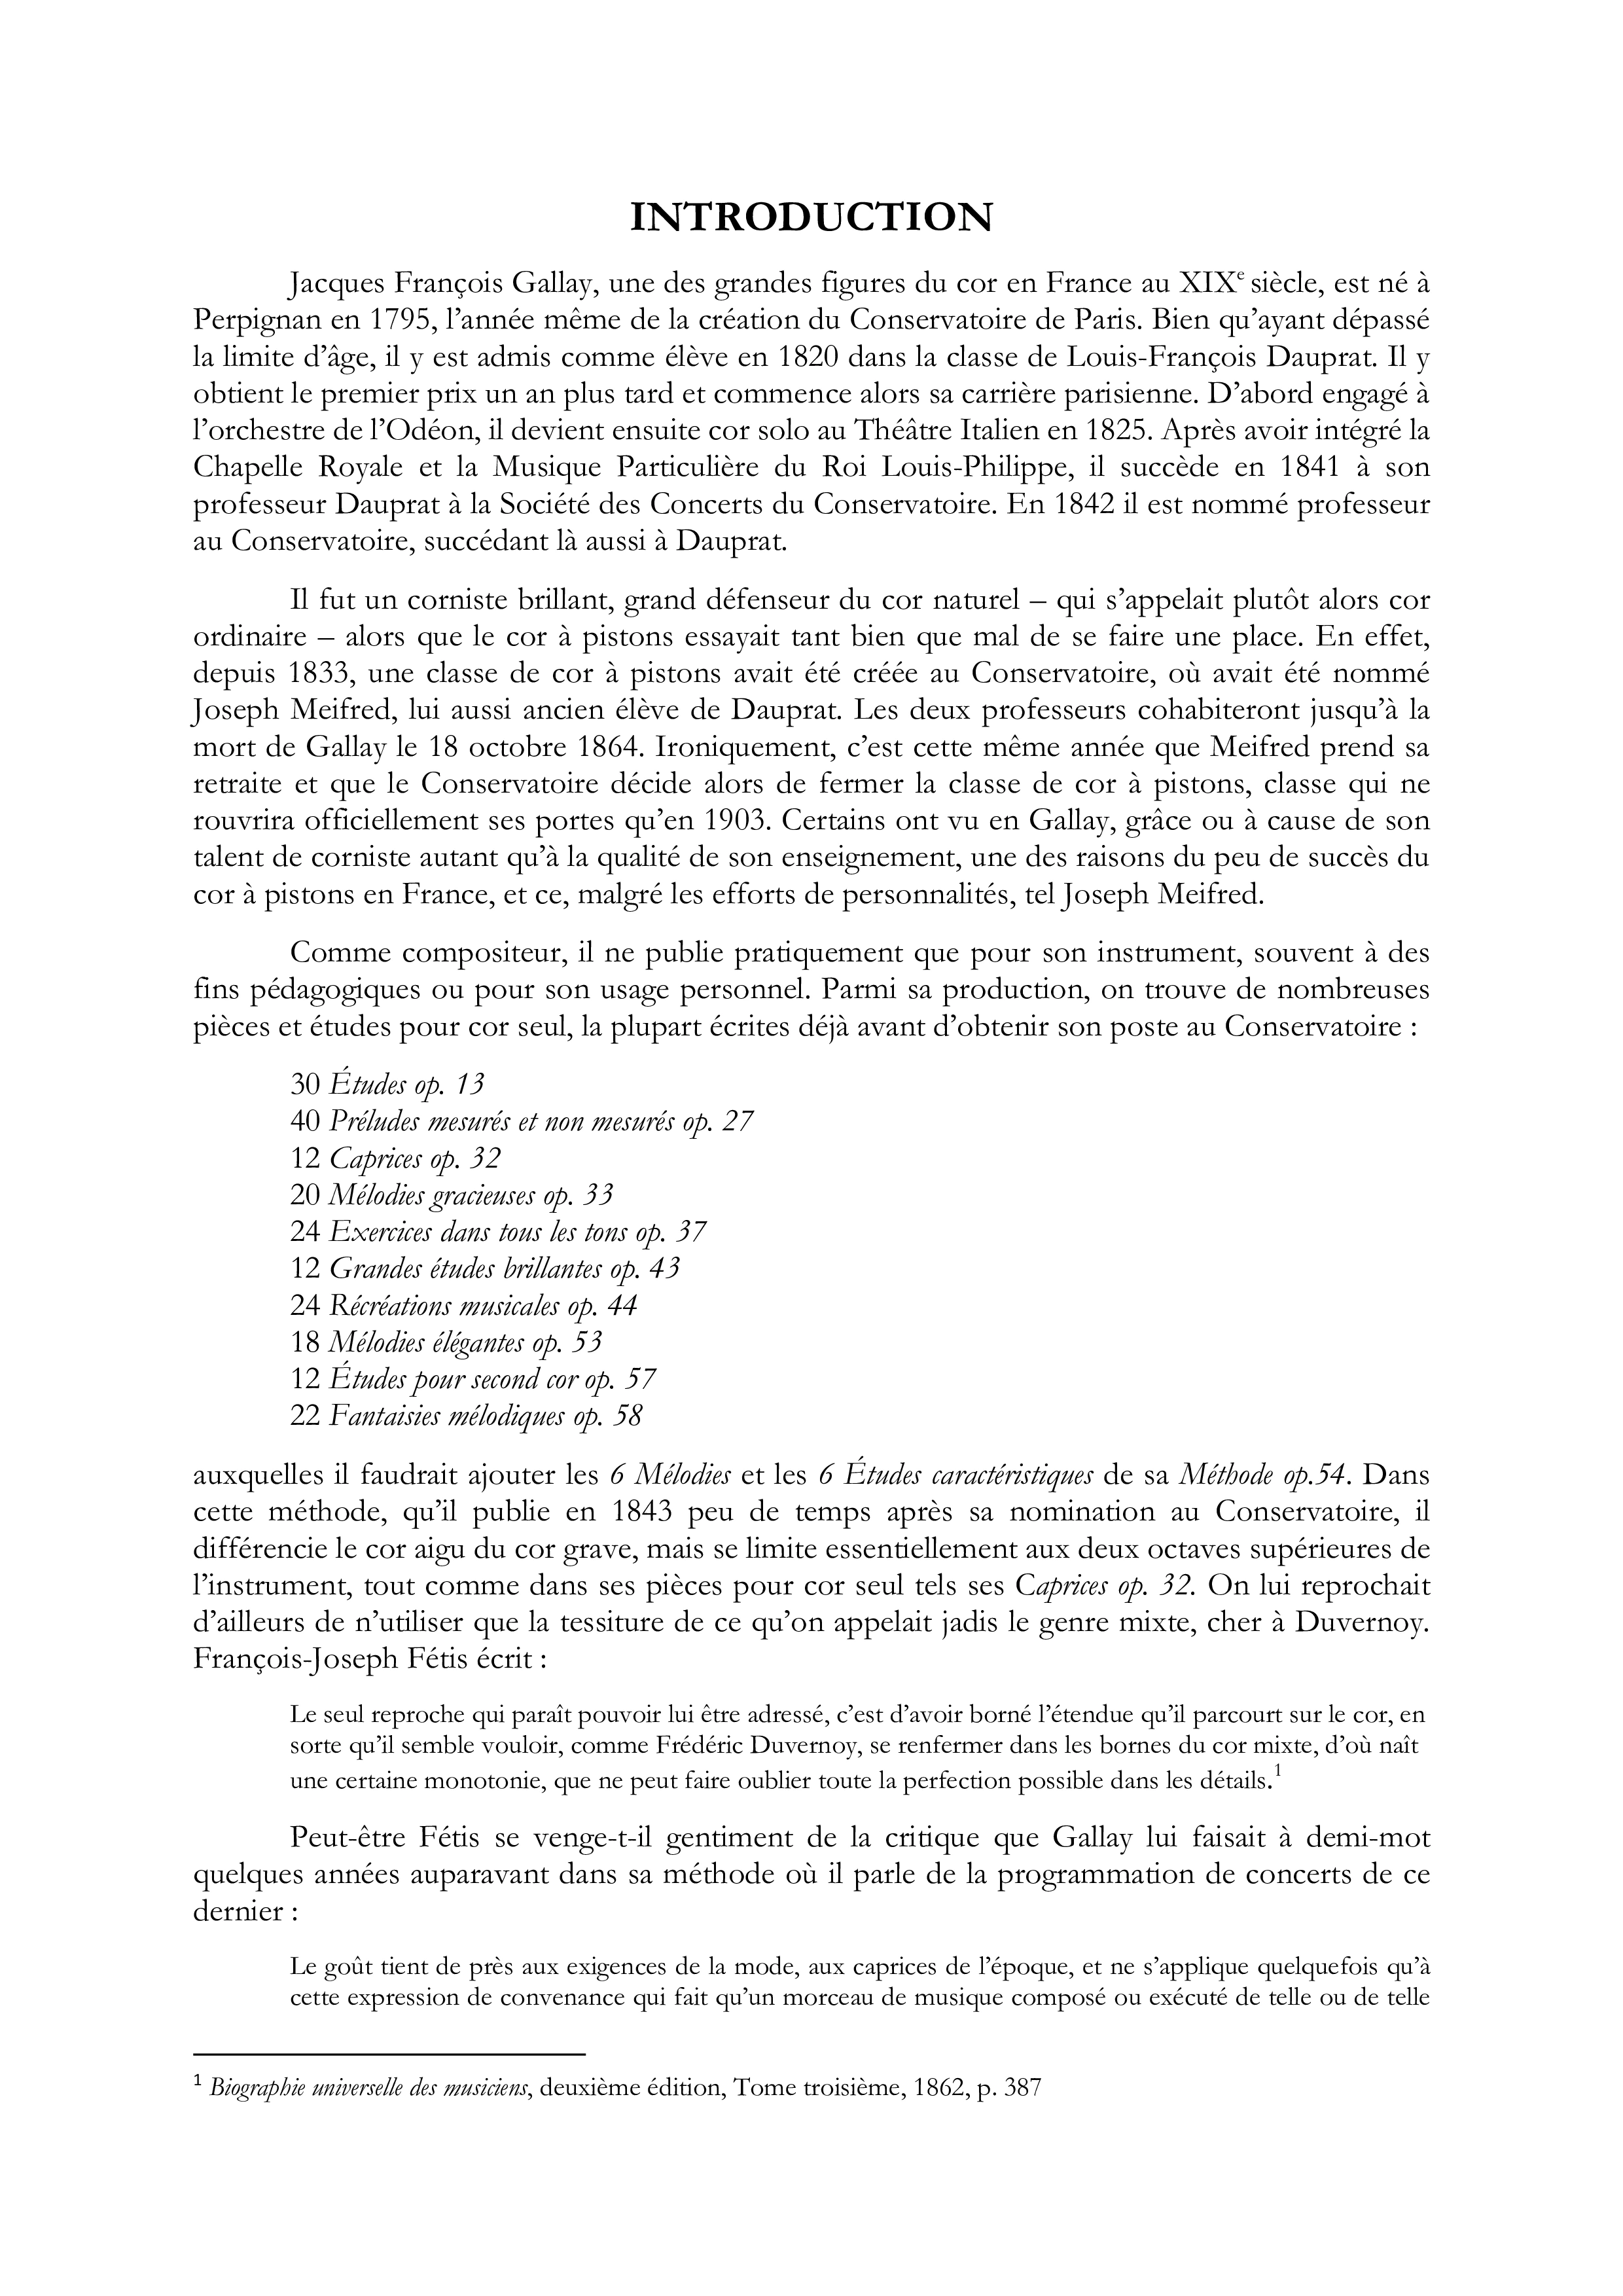 INTRODUCTION
Jacques François Gallay, une des grandes figures du cor en France au XIXe siècle, est né à
Perpignan en 1795, l’année même de la création du Conservatoire de Paris. Bien qu’ayant dépassé
la limite d’âge, il y est admis comme élève en 1820 dans la classe de Louis-François Dauprat. Il y
obtient le premier prix un an plus tard et commence alors sa carrière parisienne. D’abord engagé à
l’orchestre de l’Odéon, il devient ensuite cor solo au Théâtre Italien en 1825. Après avoir intégré la
Chapelle Royale et la Musique Particulière du Roi Louis-Philippe, il succède en 1841 à son
professeur Dauprat à la Société des Concerts du Conservatoire. En 1842 il est nommé professeur
au Conservatoire, succédant là aussi à Dauprat.
Il fut un corniste brillant, grand défenseur du cor naturel – qui s’appelait plutôt alors cor
ordinaire – alors que le cor à pistons essayait tant bien que mal de se faire une place. En effet,
depuis 1833, une classe de cor à pistons avait été créée au Conservatoire, où avait été nommé
Joseph Meifred, lui aussi ancien élève de Dauprat. Les deux professeurs cohabiteront jusqu’à la
mort de Gallay le 18 octobre 1864. Ironiquement, c’est cette même année que Meifred prend sa
retraite et que le Conservatoire décide alors de fermer la classe de cor à pistons, classe qui ne
rouvrira officiellement ses portes qu’en 1903. Certains ont vu en Gallay, grâce ou à cause de son
talent de corniste autant qu’à la qualité de son enseignement, une des raisons du peu de succès du
cor à pistons en France, et ce, malgré les efforts de personnalités, tel Joseph Meifred.
Comme compositeur, il ne publie pratiquement que pour son instrument, souvent à des
fins pédagogiques ou pour son usage personnel. Parmi sa production, on trouve de nombreuses
pièces et études pour cor seul, la plupart écrites déjà avant d’obtenir son poste au Conservatoire :
30 Études op. 13
40 Préludes mesurés et non mesurés op. 27
12 Caprices op. 32
20 Mélodies gracieuses op. 33
24 Exercices dans tous les tons op. 37
12 Grandes études brillantes op. 43
24 Récréations musicales op. 44
18 Mélodies élégantes op. 53
12 Études pour second cor op. 57
22 Fantaisies mélodiques op. 58
auxquelles il faudrait ajouter les 6 Mélodies et les 6 Études caractéristiques de sa Méthode op.54. Dans
cette méthode, qu’il publie en 1843 peu de temps après sa nomination au Conservatoire, il
différencie le cor aigu du cor grave, mais se limite essentiellement aux deux octaves supérieures de
l’instrument, tout comme dans ses pièces pour cor seul tels ses Caprices op. 32. On lui reprochait
d’ailleurs de n’utiliser que la tessiture de ce qu’on appelait jadis le genre mixte, cher à Duvernoy.
François-Joseph Fétis écrit :
Le seul reproche qui paraît pouvoir lui être adressé, c’est d’avoir borné l’étendue qu’il parcourt sur le cor, en
sorte qu’il semble vouloir, comme Frédéric Duvernoy, se renfermer dans les bornes du cor mixte, d’où naît
une certaine monotonie, que ne peut faire oublier toute la perfection possible dans les détails.1
Peut-être Fétis se venge-t-il gentiment de la critique que Gallay lui faisait à demi-mot
quelques années auparavant dans sa méthode où il parle de la programmation de concerts de ce
dernier :
Le goût tient de près aux exigences de la mode, aux caprices de l’époque, et ne s’applique quelquefois qu’à
cette expression de convenance qui fait qu’un morceau de musique composé ou exécuté de telle ou de telle
1 Biographie universelle des musiciens, deuxième édition, Tome troisième, 1862, p. 387